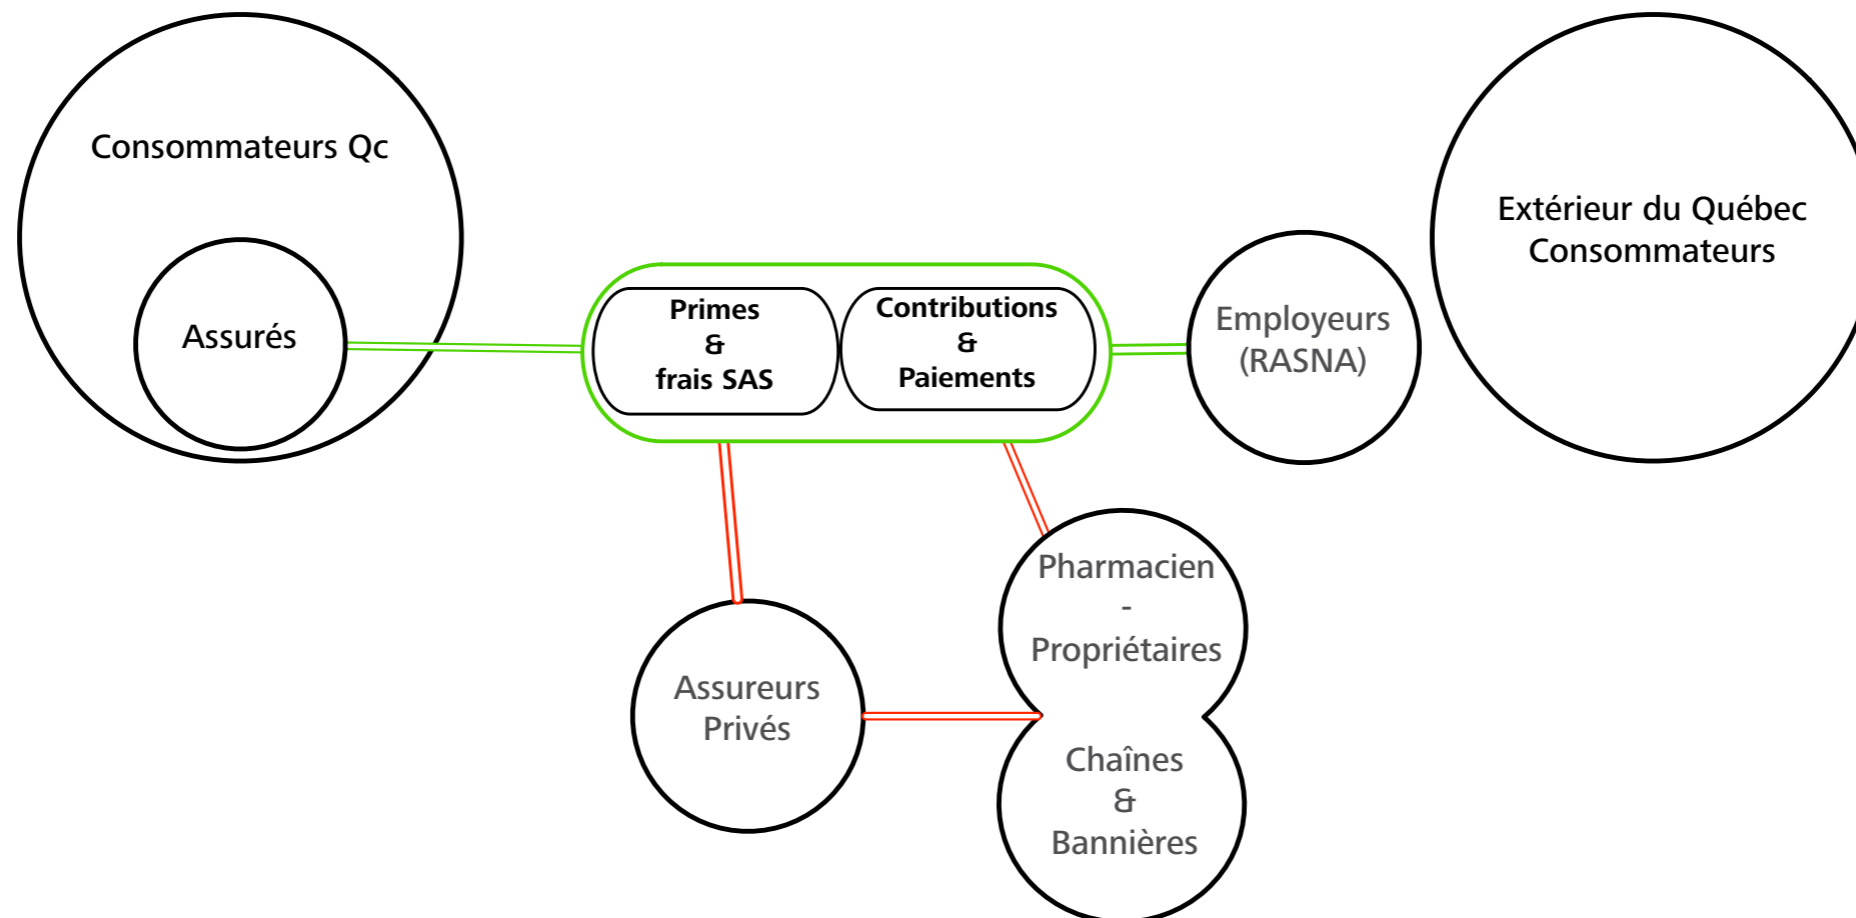 Consommateurs Qc
Assurés
Primes
&
frais SAS
Contributions
&
Paiements
Employeurs
(RASNA)
Extérieur du Québec
Consommateurs
Assureurs
Privés
Pharmacien
-
Propriétaires
Chaînes
&
Bannières